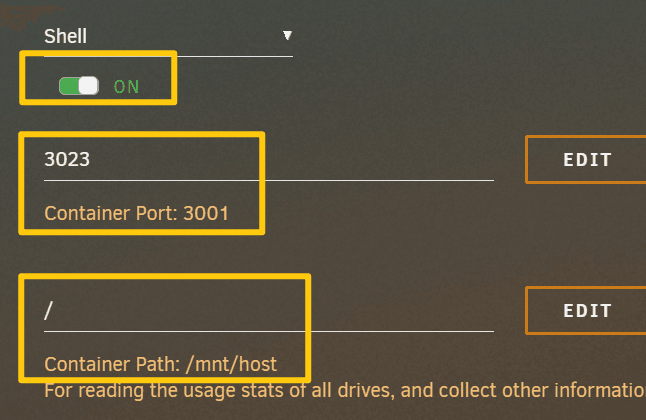 Shell
ON
3023
EDIT
Container Port: 3001
/
EDIT
Container Path: /mnt/host
For reading the usage stats of all drives, and collect other informatio